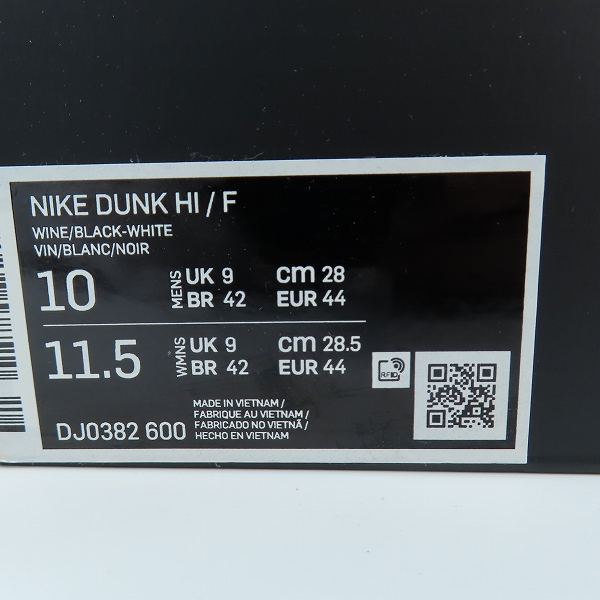 NIKE DUNK HI / F
WINE/BLACK-WHITE
VIN/BLANC/NOIR
10 MENS UK 9 cm 28
BR 42 EUR 44
11.5 WMNS UK 9 cm 28.5
BR 42 EUR 44
RFID
DJ0382 600
MADE IN VIETNAM /
FABRIQUE AU VIETNAM /
FABRICADO NO VIETNÃ /
HECHO EN VIETNAM